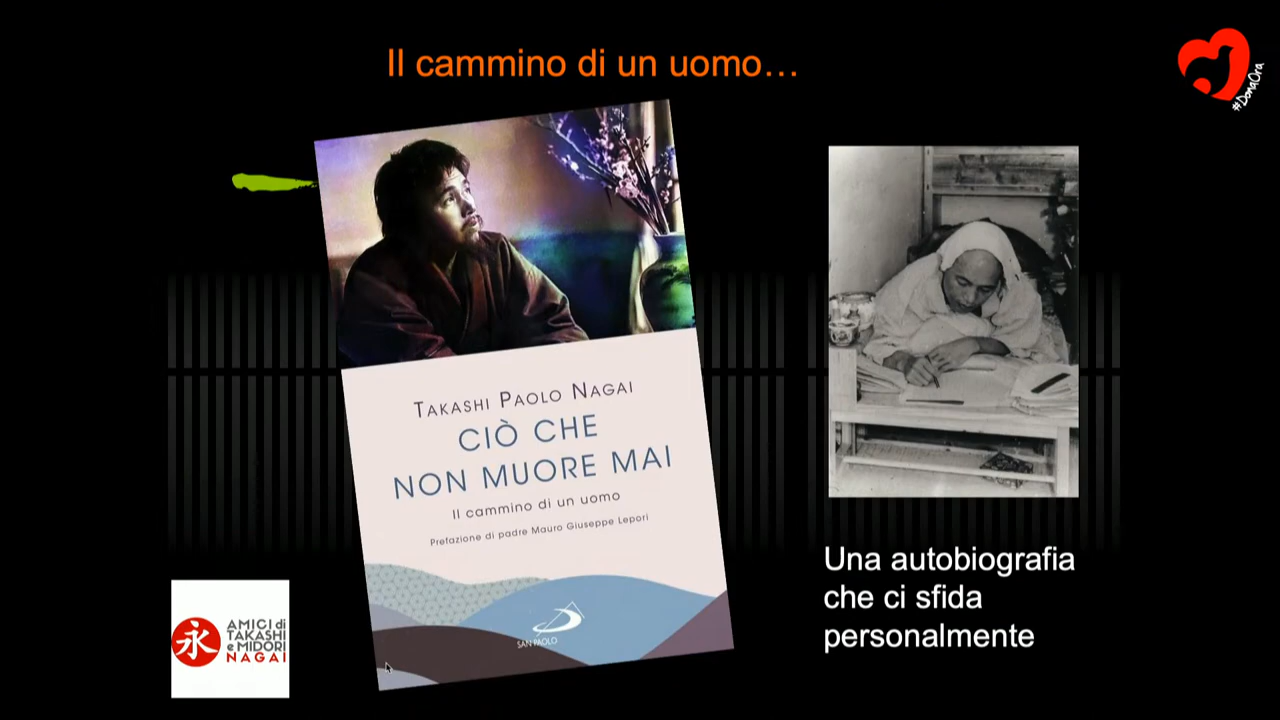 Il cammino di un uomo…
#DonaOra
TAKASHI PAOLO NAGAI
CIÒ CHE
NON MUORE MAI
Il cammino di un uomo
Prefazione di padre Mauro Giuseppe Lepori
SAN PAOLO
Una autobiografia
che ci sfida
personalmente
永
AMICI di
TAKASHI
e MIDORI
NAGAI